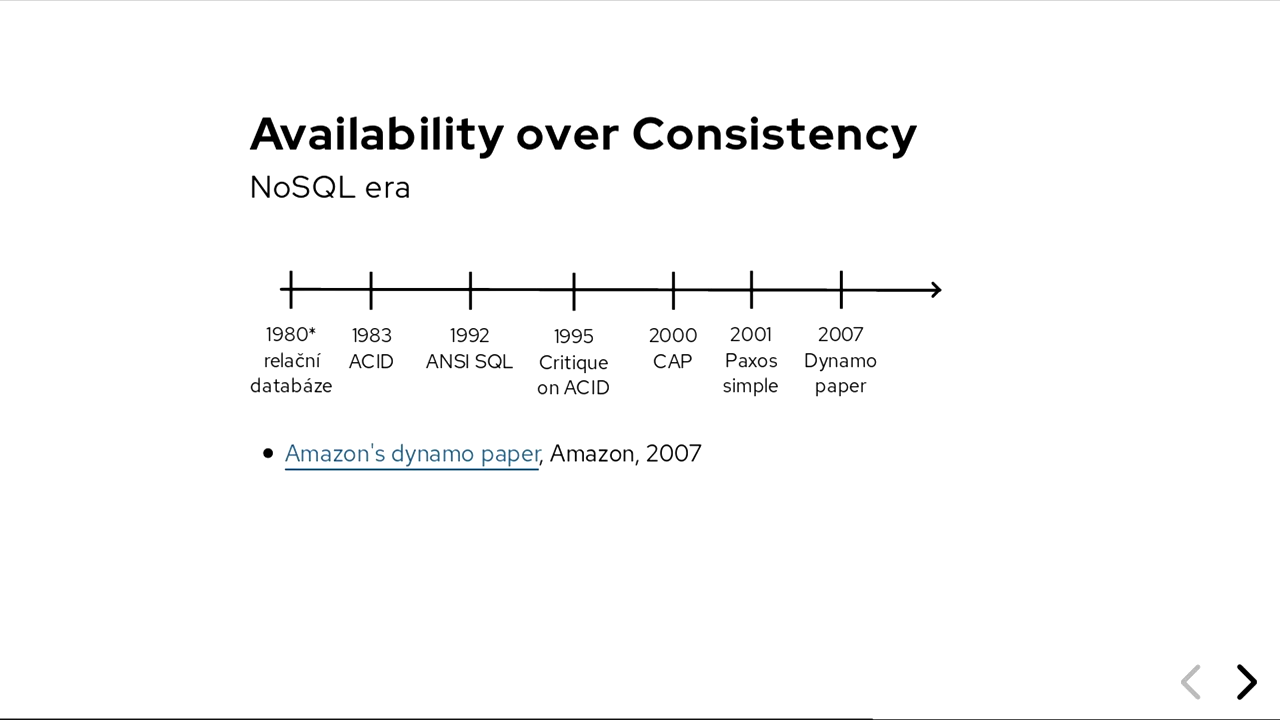 Availability over Consistency
NoSQL era
1980*
relační
databáze
1983
ACID
1992
ANSI SQL
1995
Critique
on ACID
2000
CAP
2001
Paxos
simple
2007
Dynamo
paper
Amazon's dynamo paper, Amazon, 2007